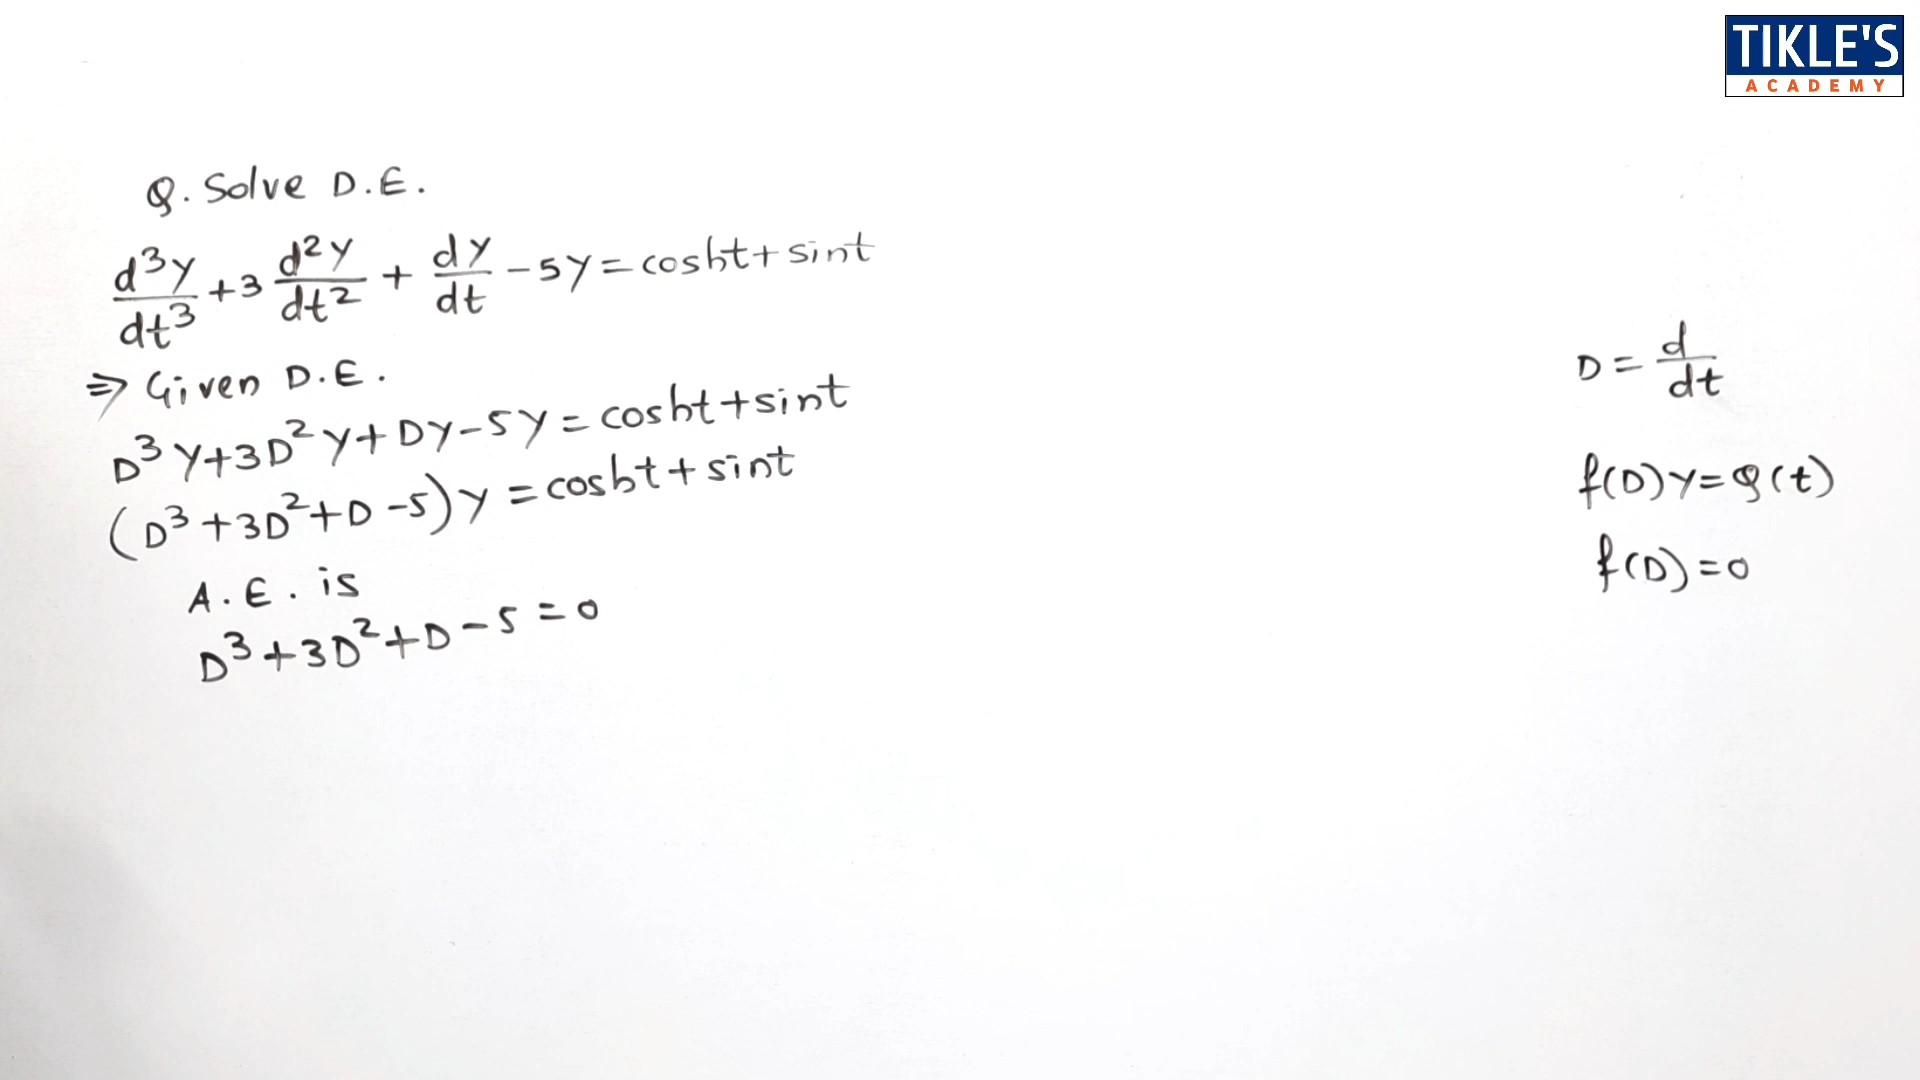 TIKLE'S
ACADEMY
Q. Solve D.E.
d³y/dt³ + 3 d²y/dt² + dy/dt - 5y = cosht + sint
⇒ Given D.E.
D³y + 3D²y + Dy - 5y = cosht + sint
(D³ + 3D² + D - 5)y = cosht + sint
A.E. is
D³ + 3D² + D - 5 = 0
D = d/dt
f(D)y = Q(t)
f(D) = 0